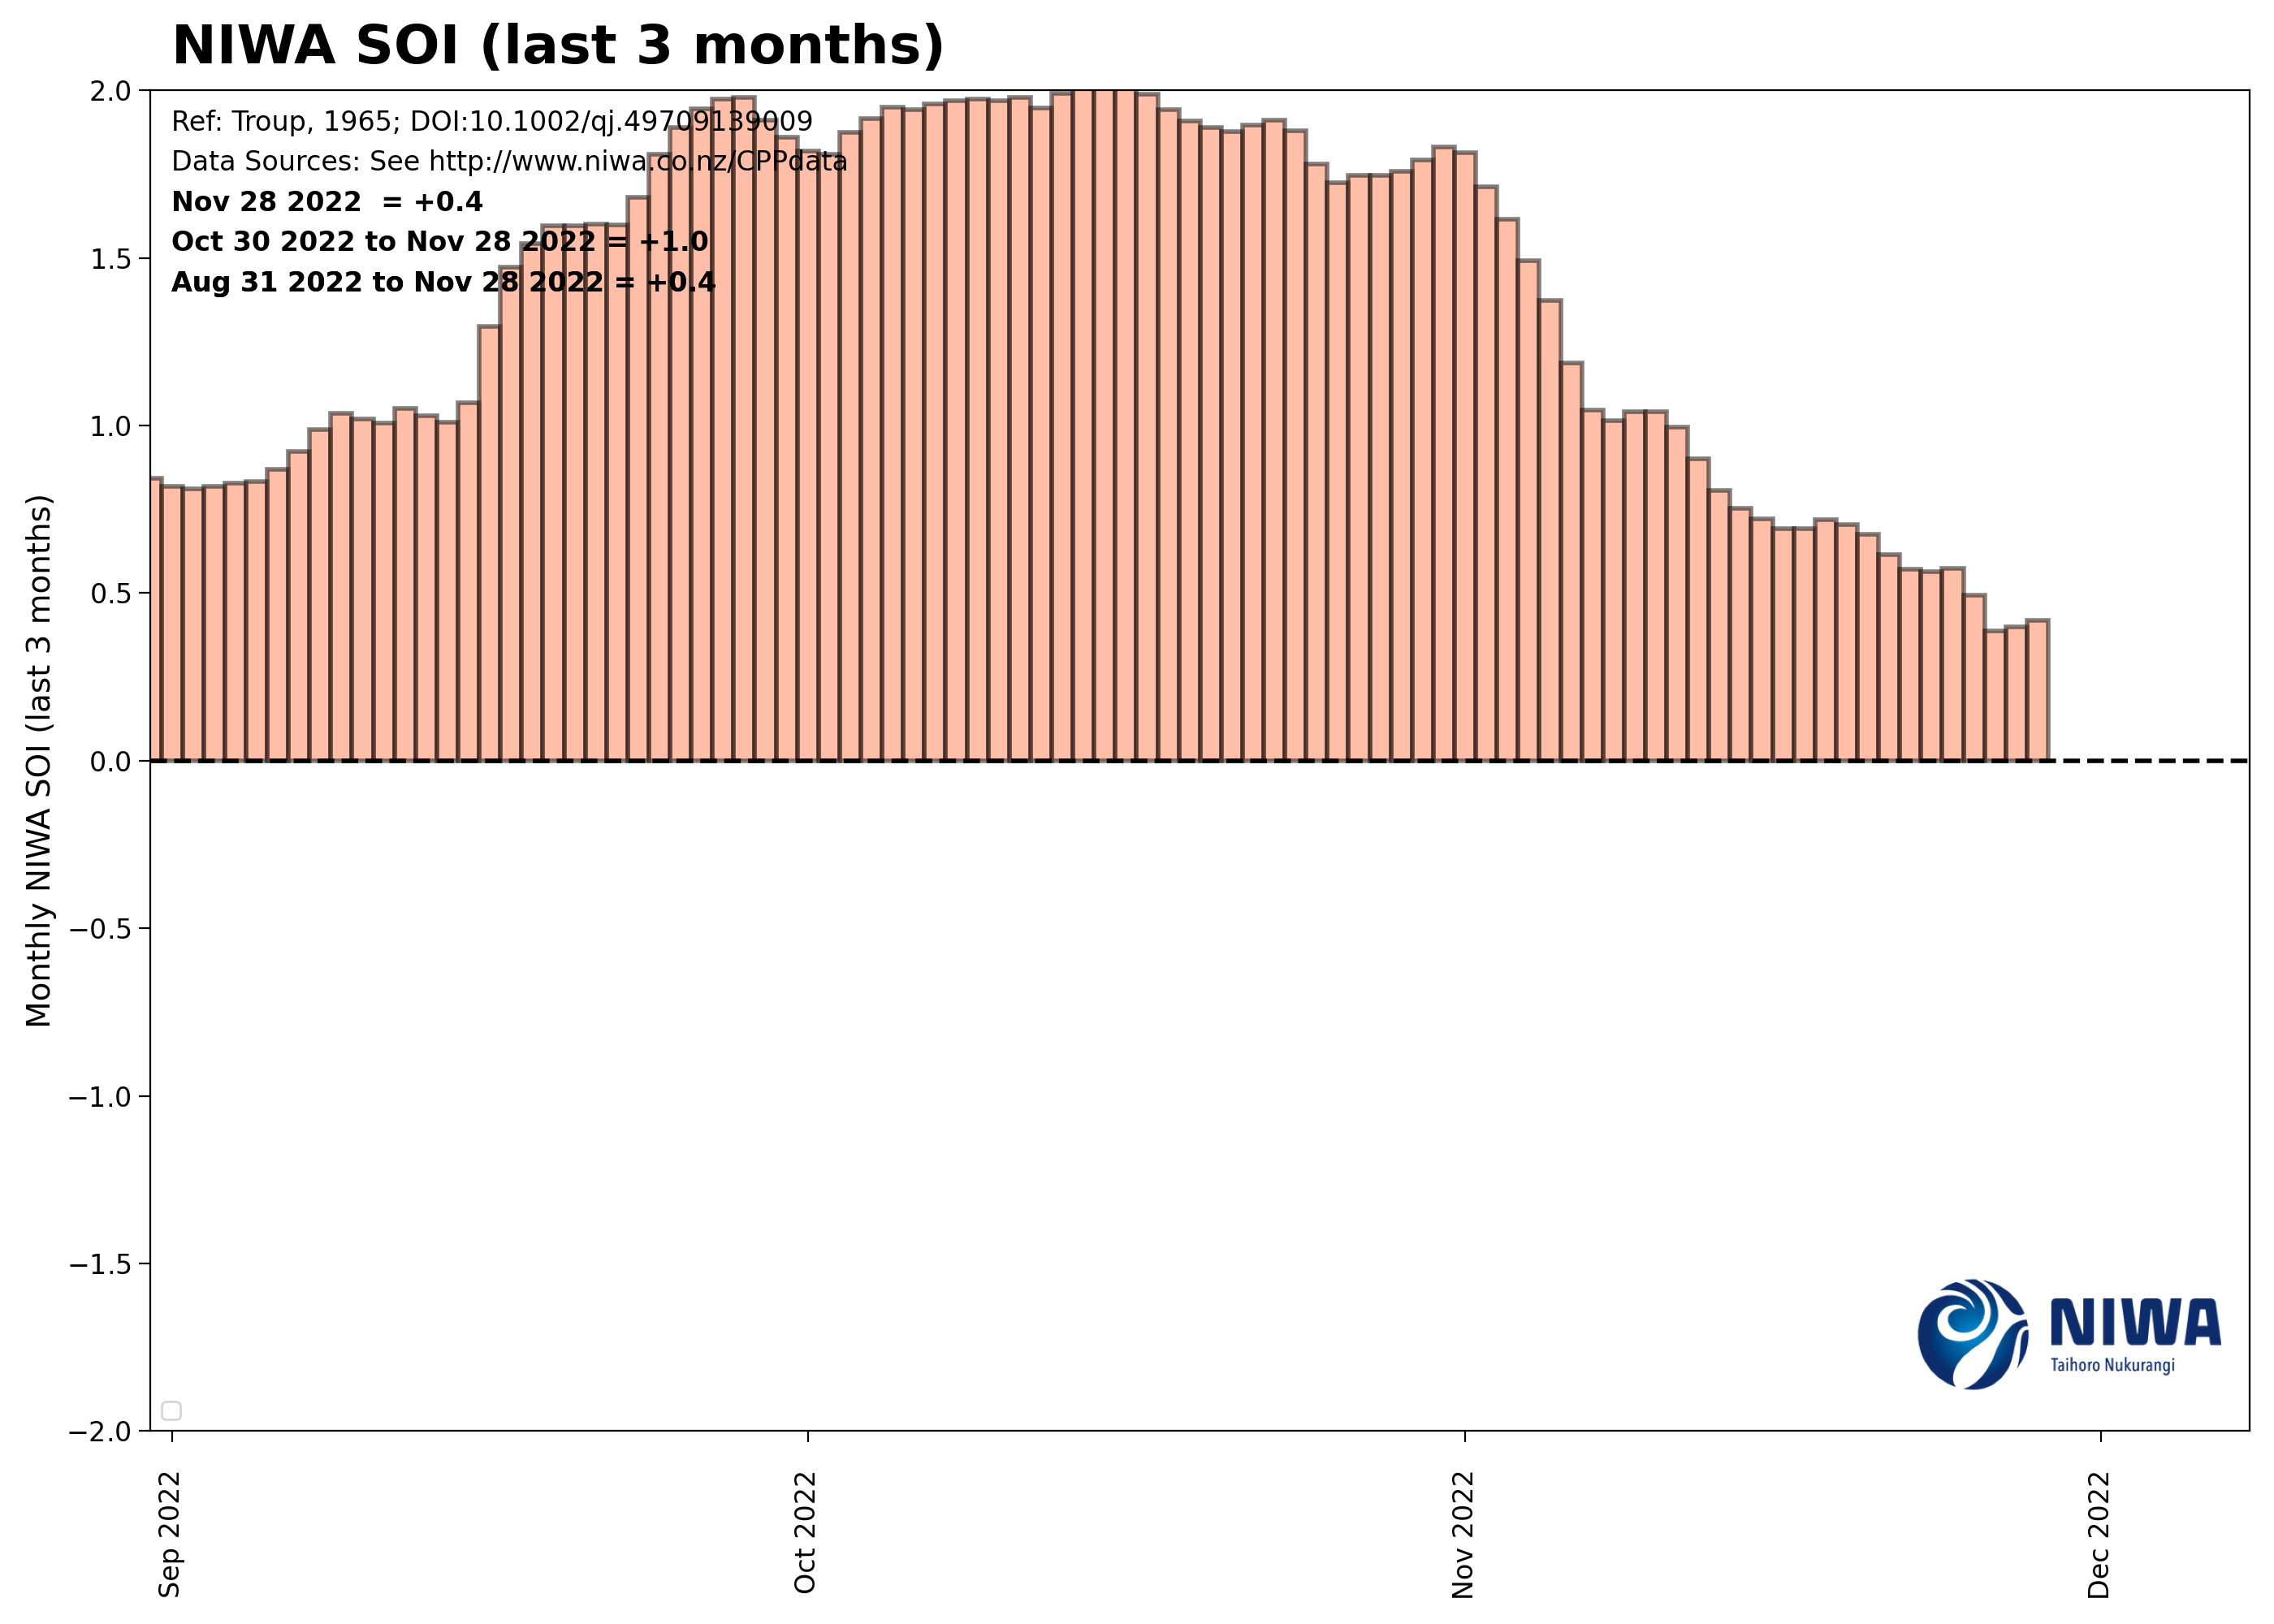 NIWA SOI (last 3 months)
Ref: Troup, 1965; DOI:10.1002/qj.49709139009
Data Sources: See http://www.niwa.co.nz/CPPdata
Nov 28 2022  = +0.4
Oct 30 2022 to Nov 28 2022 = +1.0
Aug 31 2022 to Nov 28 2022 = +0.4
Monthly NIWA SOI (last 3 months)
2.0
1.5
1.0
0.5
0.0
−0.5
−1.0
−1.5
−2.0
Sep 2022
Oct 2022
Nov 2022
Dec 2022
NIWA
Taihoro Nukurangi